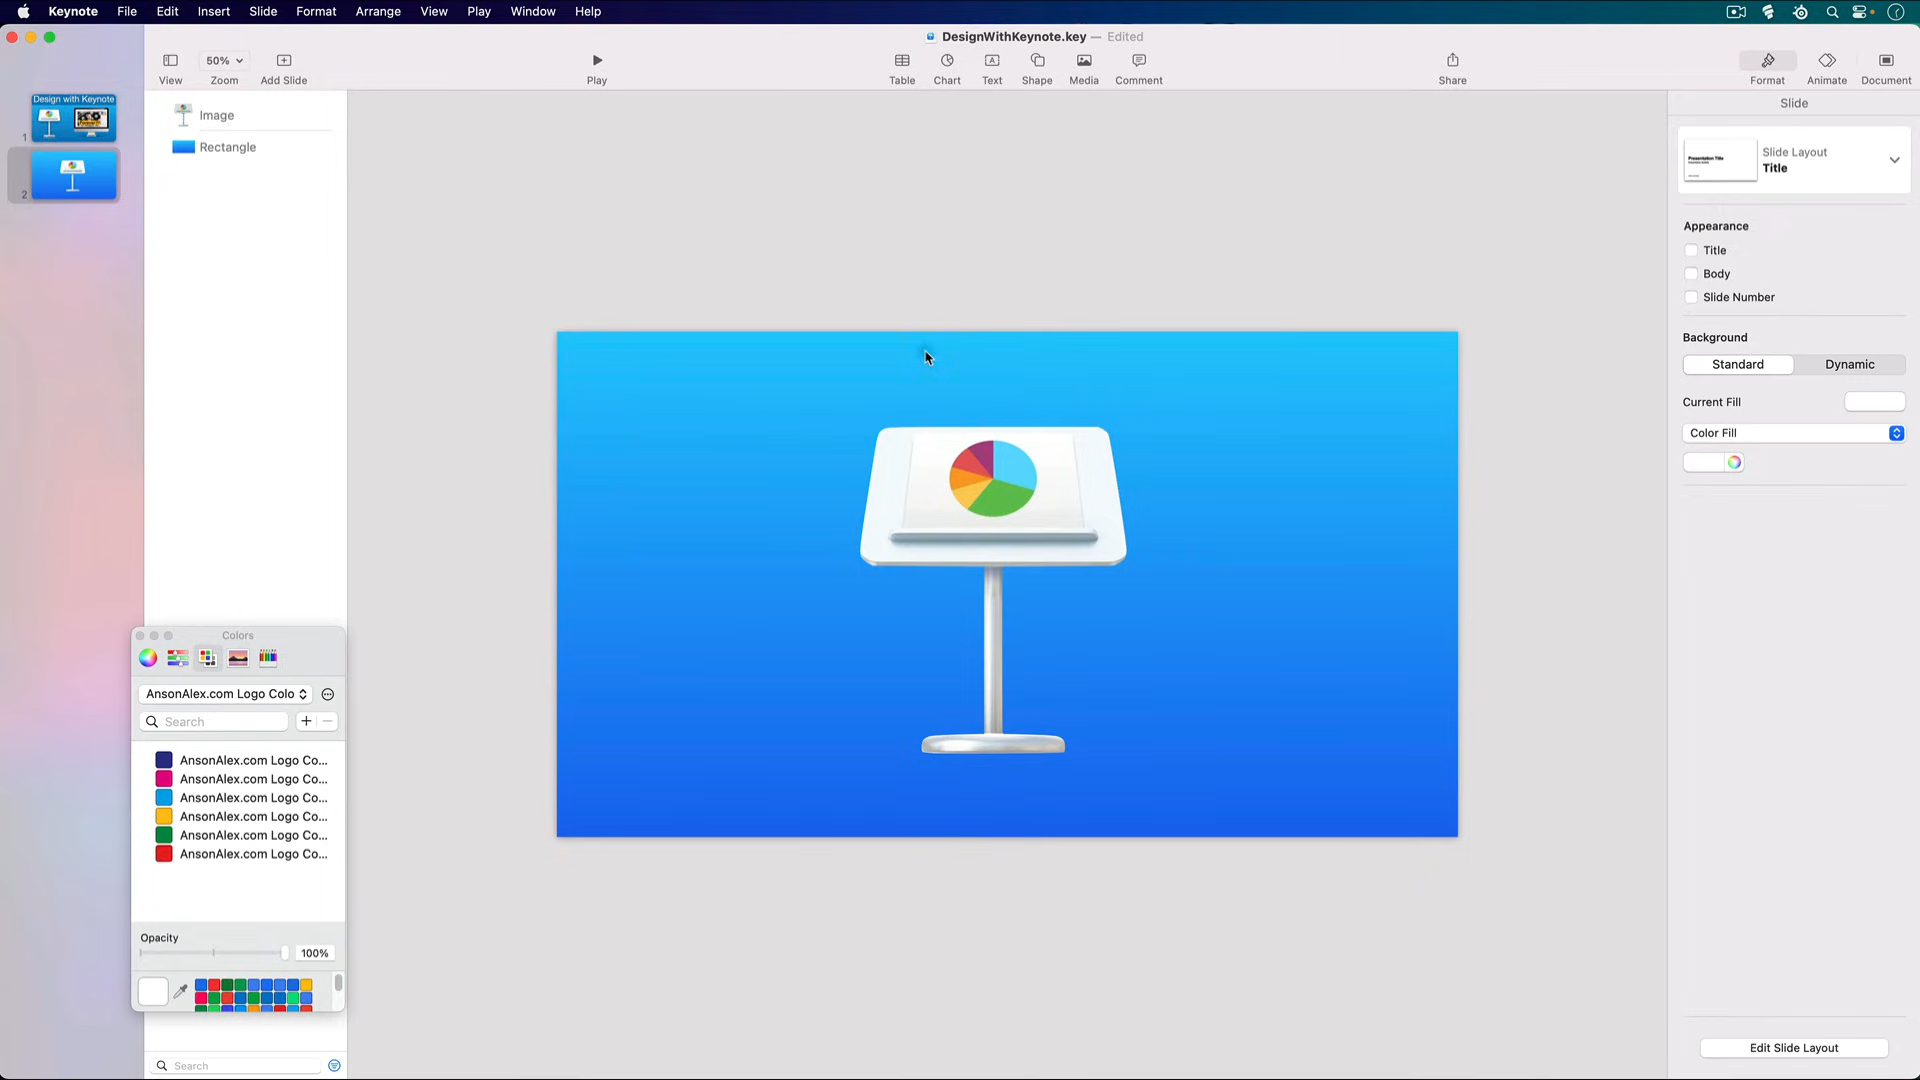 Keynote File Edit Insert Slide Format Arrange View Play Window Help
DesignWithKeynote.key — Edited
50%
View Zoom Add Slide Play Table Chart Text Shape Media Comment Share Format Animate Document
Design with Keynote
1
2
Image
Rectangle
Slide
Presentation Title
Slide Layout
Title
Appearance
Title
Body
Slide Number
Background
Standard Dynamic
Current Fill
Color Fill
Colors
AnsonAlex.com Logo Colo
Search
AnsonAlex.com Logo Co...
AnsonAlex.com Logo Co...
AnsonAlex.com Logo Co...
AnsonAlex.com Logo Co...
AnsonAlex.com Logo Co...
AnsonAlex.com Logo Co...
Opacity
100%
Search
Edit Slide Layout